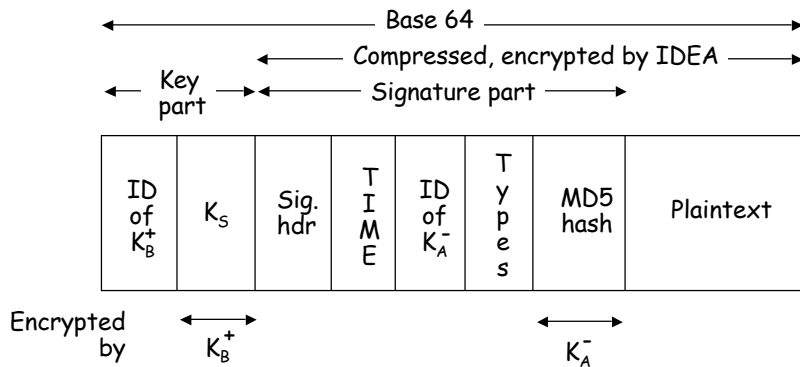 Base 64
Compressed, encrypted by IDEA
Key
part
Signature part
ID
of
K_B^+
K_S
Sig.
hdr
T
I
M
E
ID
of
K_A^-
T
y
p
e
s
MD5
hash
Plaintext
Encrypted
by
K_B^+
K_A^-